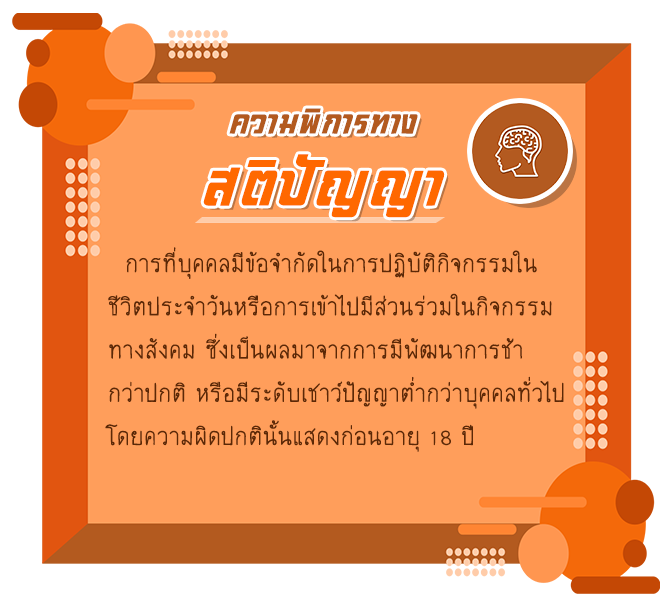 ความพิการทาง
สติปัญญา
การที่บุคคลมีข้อจำกัดในการปฏิบัติกิจกรรมใน
ชีวิตประจำวันหรือการเข้าไปมีส่วนร่วมในกิจกรรม
ทางสังคม ซึ่งเป็นผลมาจากการมีพัฒนาการช้า
กว่าปกติ หรือมีระดับเชาว์ปัญญาต่ำกว่าบุคคลทั่วไป
โดยความผิดปกตินั้นแสดงก่อนอายุ 18 ปี